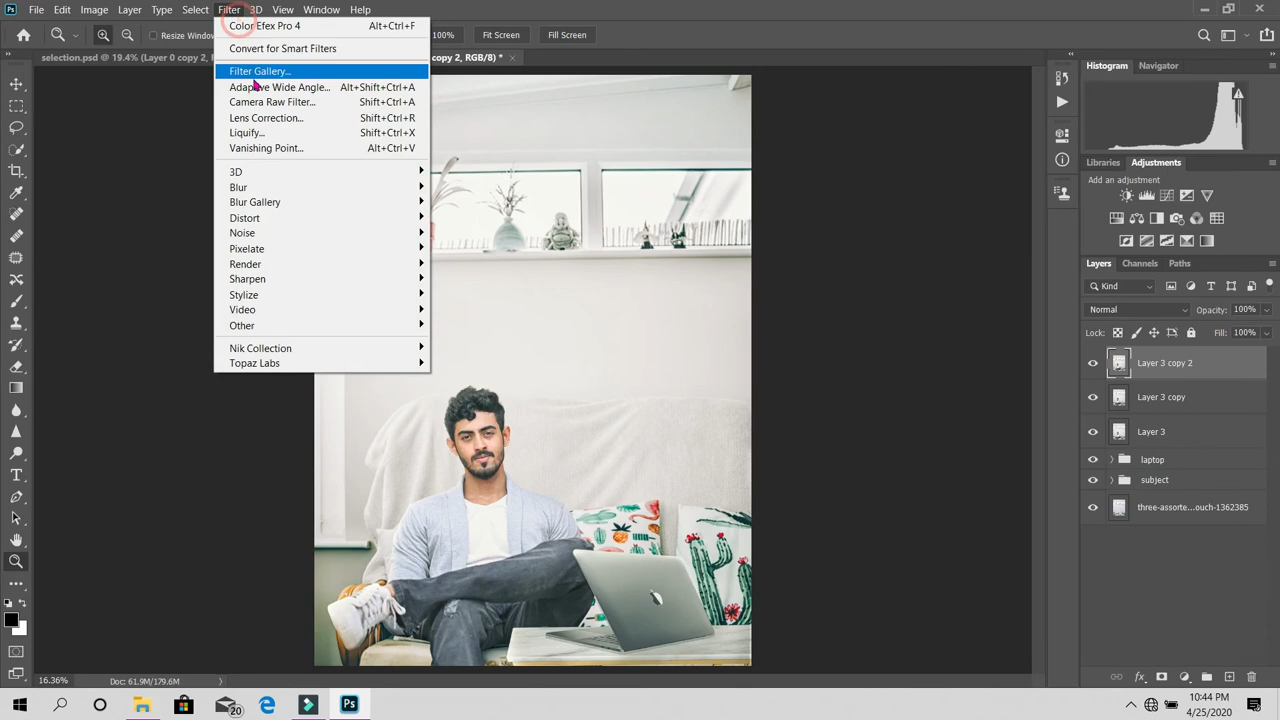 Ps File Edit Image Layer Type Select Filter 3D View Window Help
Resize Window 100% Fit Screen Fill Screen
selection.psd @ 19.4% (Layer 0 copy 2, copy 2, RGB/8) * ×
Color Efex Pro 4 Alt+Ctrl+F
Convert for Smart Filters
Filter Gallery...
Adaptive Wide Angle... Alt+Shift+Ctrl+A
Camera Raw Filter... Shift+Ctrl+A
Lens Correction... Shift+Ctrl+R
Liquify... Shift+Ctrl+X
Vanishing Point... Alt+Ctrl+V
3D
Blur
Blur Gallery
Distort
Noise
Pixelate
Render
Sharpen
Stylize
Video
Other
Nik Collection
Topaz Labs
Histogram Navigator
Libraries Adjustments
Add an adjustment
Layers Channels Paths
Kind
Normal Opacity: 100%
Lock: Fill: 100%
Layer 3 copy 2
Layer 3 copy
Layer 3
laptop
subject
three-assorte...ouch-1362385
fx
16.36% Doc: 61.9M/179.6M
20
Ps
10:44 PM
4/25/2020